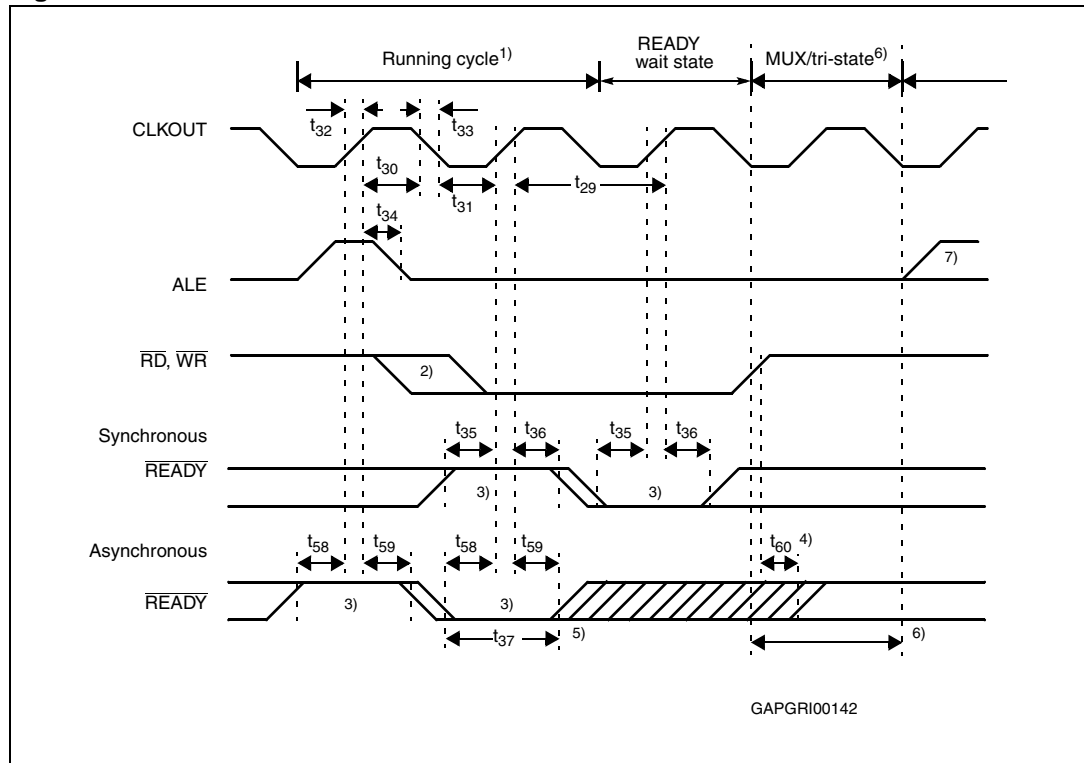 Running cycle1)
READY
wait state
MUX/tri-state6)
CLKOUT
t32
t33
t30
t31
t29
t34
ALE
7)
RD, WR
2)
Synchronous
t35
t36
t35
t36
READY
3)
3)
Asynchronous
t58
t59
t58
t59
t60 4)
READY
3)
3)
t37
5)
6)
GAPGRI00142